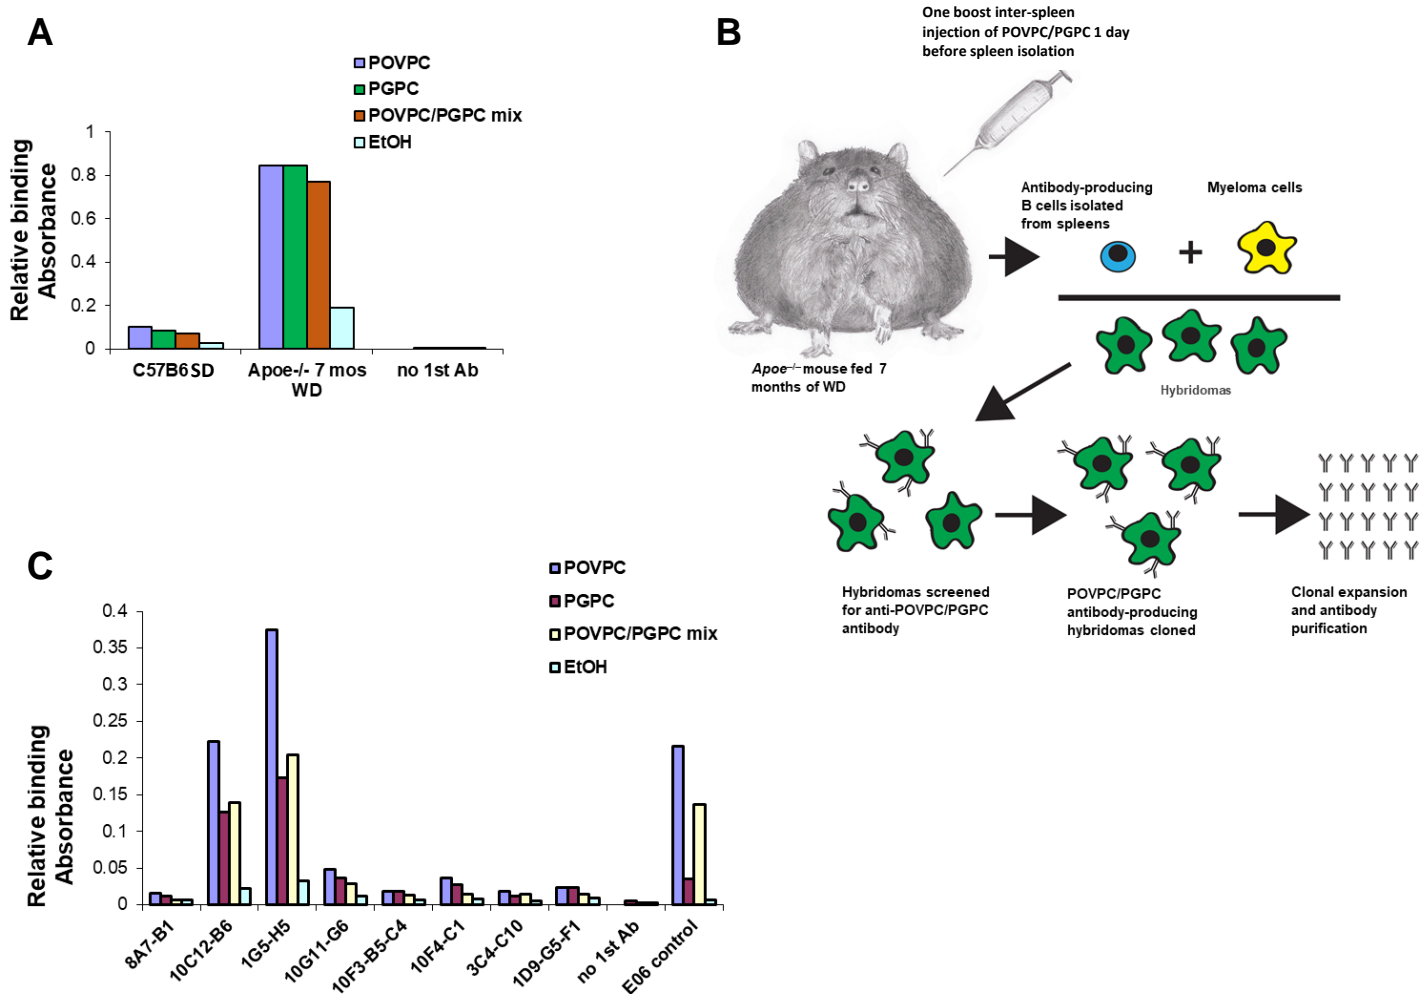 A
POVPC
PGPC
POVPC/PGPC mix
EtOH
Relative binding
Absorbance
1
0.8
0.6
0.4
0.2
0
C57B6 SD
Apoe-/- 7 mos
WD
no 1st Ab
B
One boost inter-spleen
injection of POVPC/PGPC 1 day
before spleen isolation
Apoe–/– mouse fed 7
months of WD
Antibody-producing
B cells isolated
from spleens
+
Myeloma cells
Hybridomas
Hybridomas screened
for anti-POVPC/PGPC
antibody
POVPC/PGPC
antibody-producing
hybridomas cloned
Clonal expansion
and antibody
purification
C
POVPC
PGPC
POVPC/PGPC mix
EtOH
Relative binding
Absorbance
0.4
0.35
0.3
0.25
0.2
0.15
0.1
0.05
0
8A7-B1
10C12-B6
1G5-H5
10G11-G6
10F3-B5-C4
10F4-C1
3C4-C10
1D9-G5-F1
no 1st Ab
E06 control